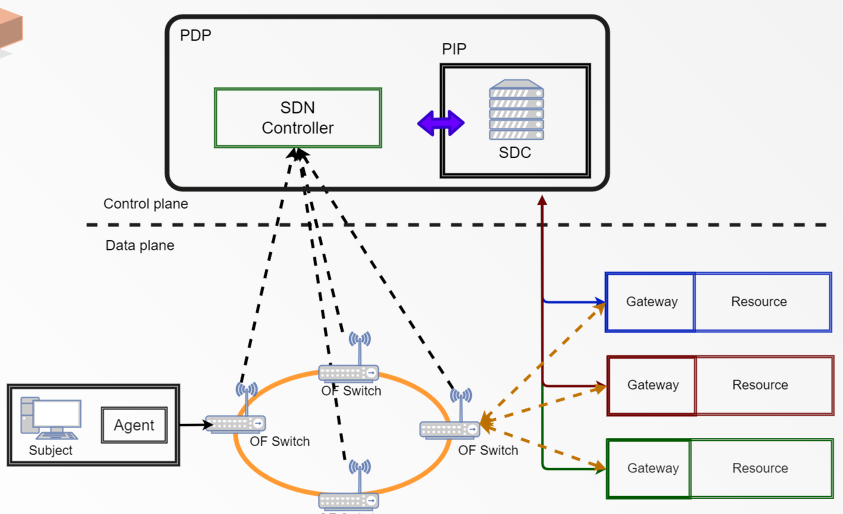 PDP
PIP
SDN
Controller
SDC
Control plane
Data plane
Gateway
Resource
OF Switch
Gateway
Resource
Agent
Subject
OF Switch
OF Switch
Gateway
Resource